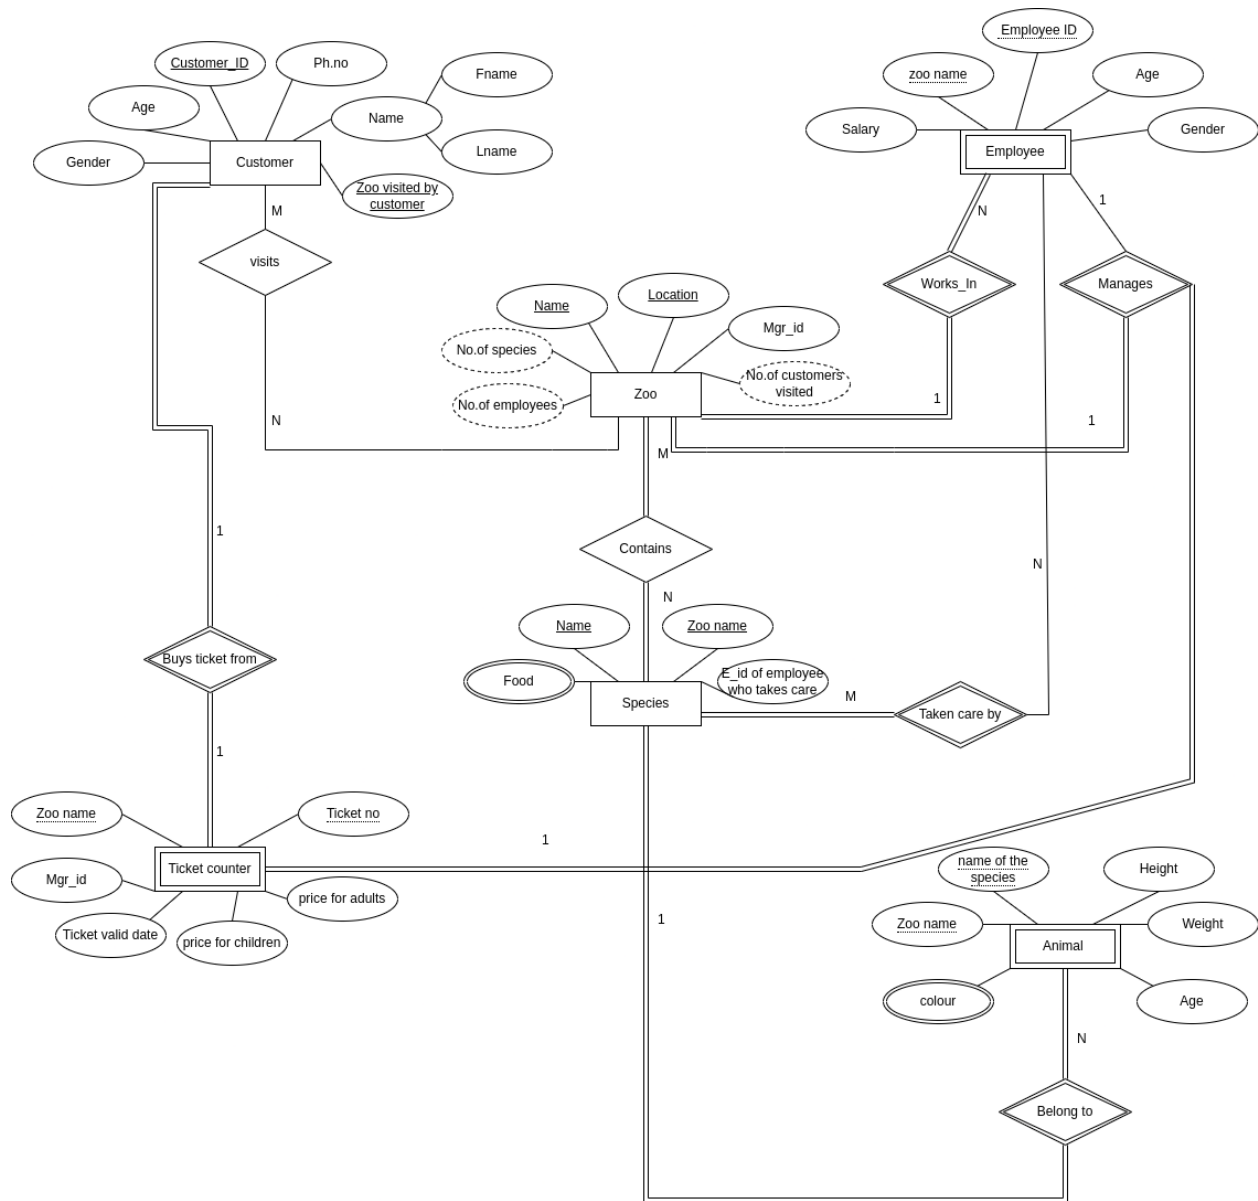 Employee ID
Customer_ID
Ph.no
Fname
zoo name
Age
Age
Name
Salary
Gender
Gender
Customer
Lname
Employee
Zoo visited by
customer
M
N
1
visits
Works_In
Manages
Name
Location
Mgr_id
No.of species
No.of customers
visited
Zoo
No.of employees
1
N
1
M
1
Contains
N
N
Name
Zoo name
Buys ticket from
Food
E_id of employee
who takes care
Species
M
Taken care by
1
Zoo name
Ticket no
1
Ticket counter
name of the
species
Height
Mgr_id
price for adults
1
Zoo name
Weight
Ticket valid date
price for children
Animal
colour
Age
N
Belong to